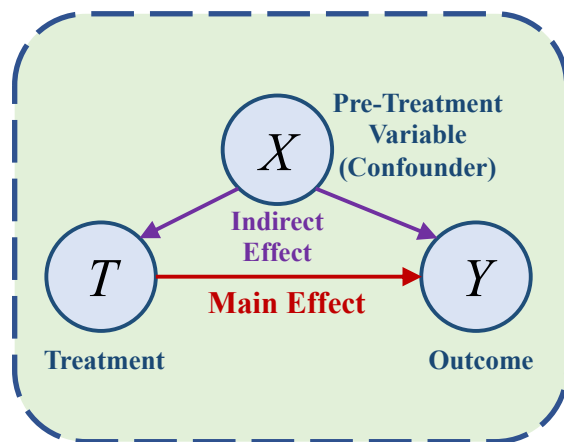 Pre-Treatment
Variable
(Confounder)
X
Indirect
Effect
T
Y
Main Effect
Treatment
Outcome